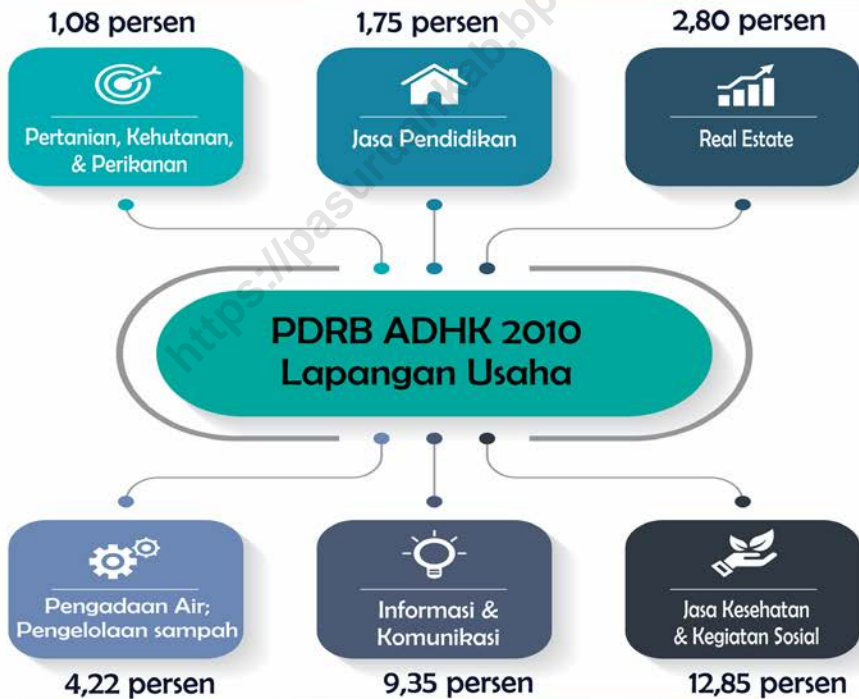 1,08 persen
1,75 persen
2,80 persen
Pertanian, Kehutanan,
& Perikanan
Jasa Pendidikan
Real Estate
PDRB ADHK 2010
Lapangan Usaha
Pengadaan Air;
Pengelolaan sampah
Informasi &
Komunikasi
Jasa Kesehatan
& Kegiatan Sosial
4,22 persen
9,35 persen
12,85 persen